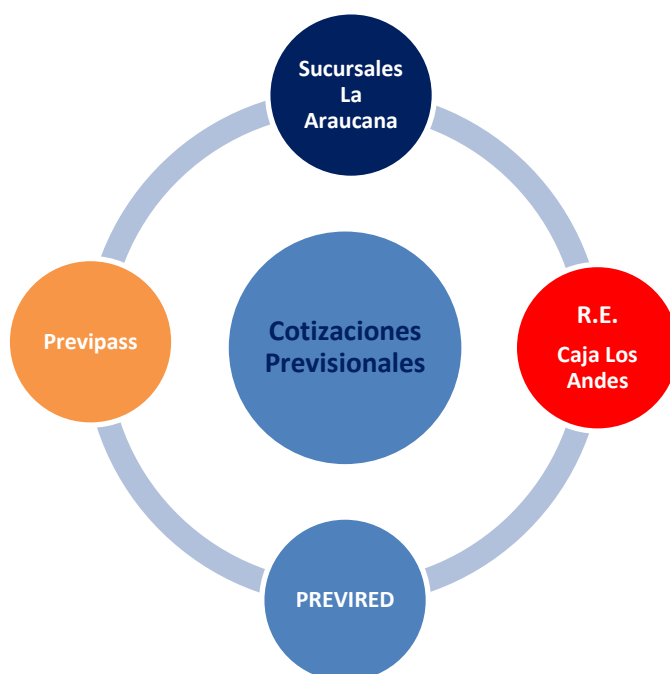 Sucursales
La
Araucana
Previpass
Cotizaciones
Previsionales
R.E.
Caja Los
Andes
PREVIRED